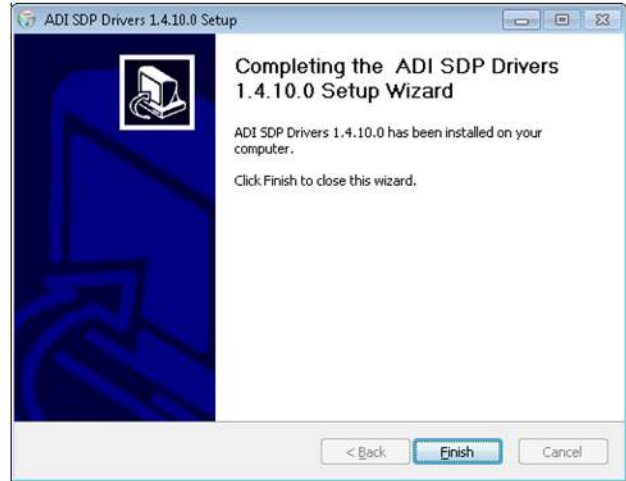 ADI SDP Drivers 1.4.10.0 Setup
Completing the ADI SDP Drivers
1.4.10.0 Setup Wizard
ADI SDP Drivers 1.4.10.0 has been installed on your
computer.
Click Finish to close this wizard.
< Back
Finish
Cancel